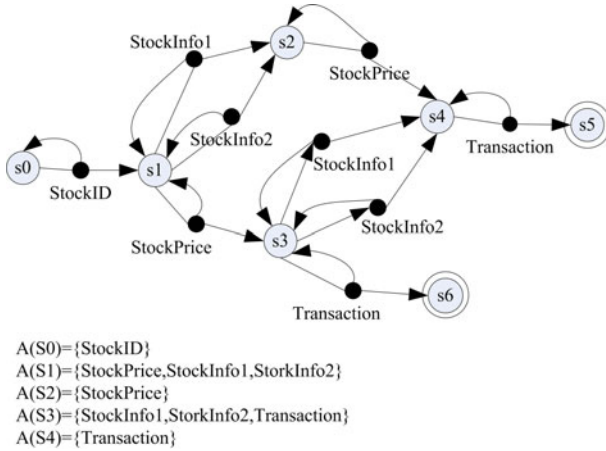 StockInfo1
s2
StockPrice
StockInfo2
s4
s5
Transaction
s0
s1
StockID
StockInfo1
StockPrice
StockInfo2
s3
s6
Transaction
A(S0)={StockID}
A(S1)={StockPrice,StockInfo1,StorkInfo2}
A(S2)={StockPrice}
A(S3)={StockInfo1,StorkInfo2,Transaction}
A(S4)={Transaction}